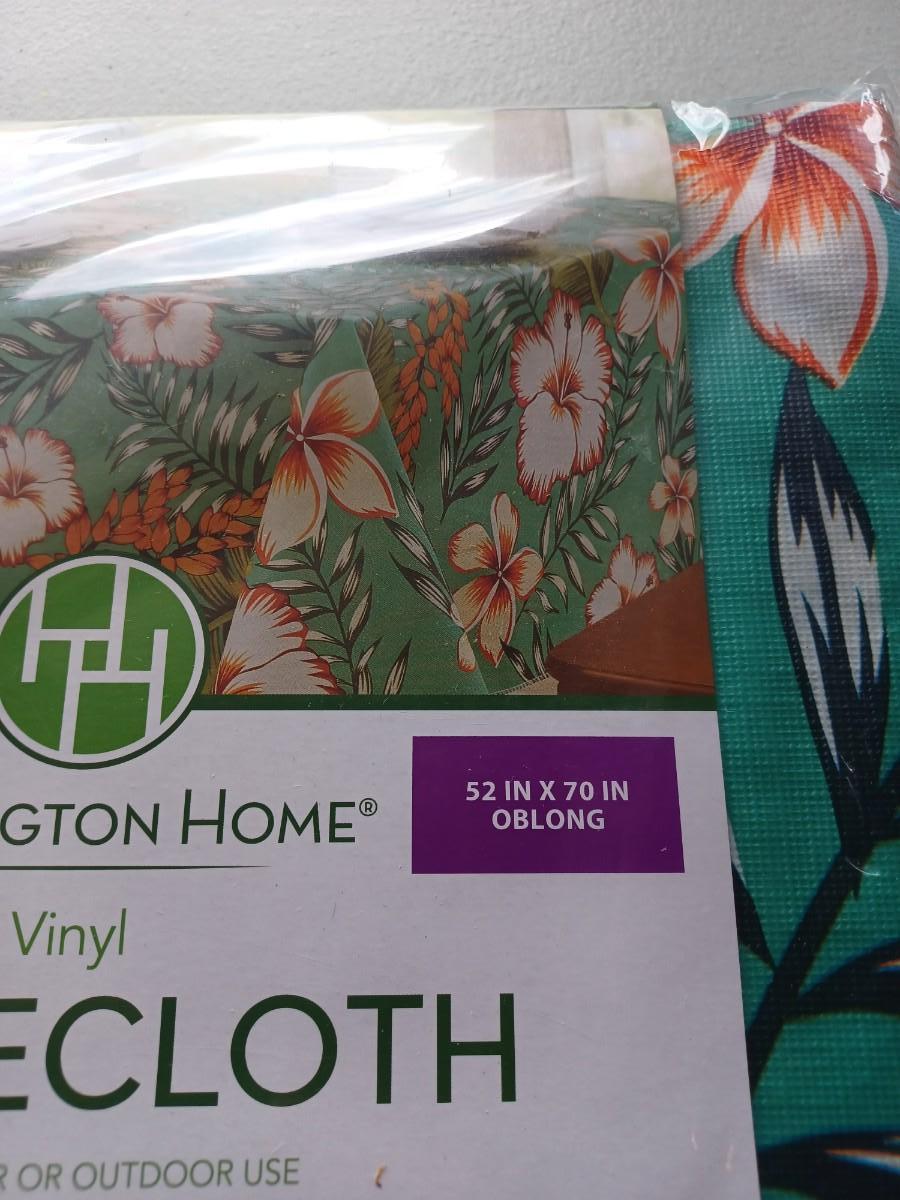 GTON HOME®
52 IN X 70 IN
OBLONG
Vinyl
ECLOTH
R OR OUTDOOR USE